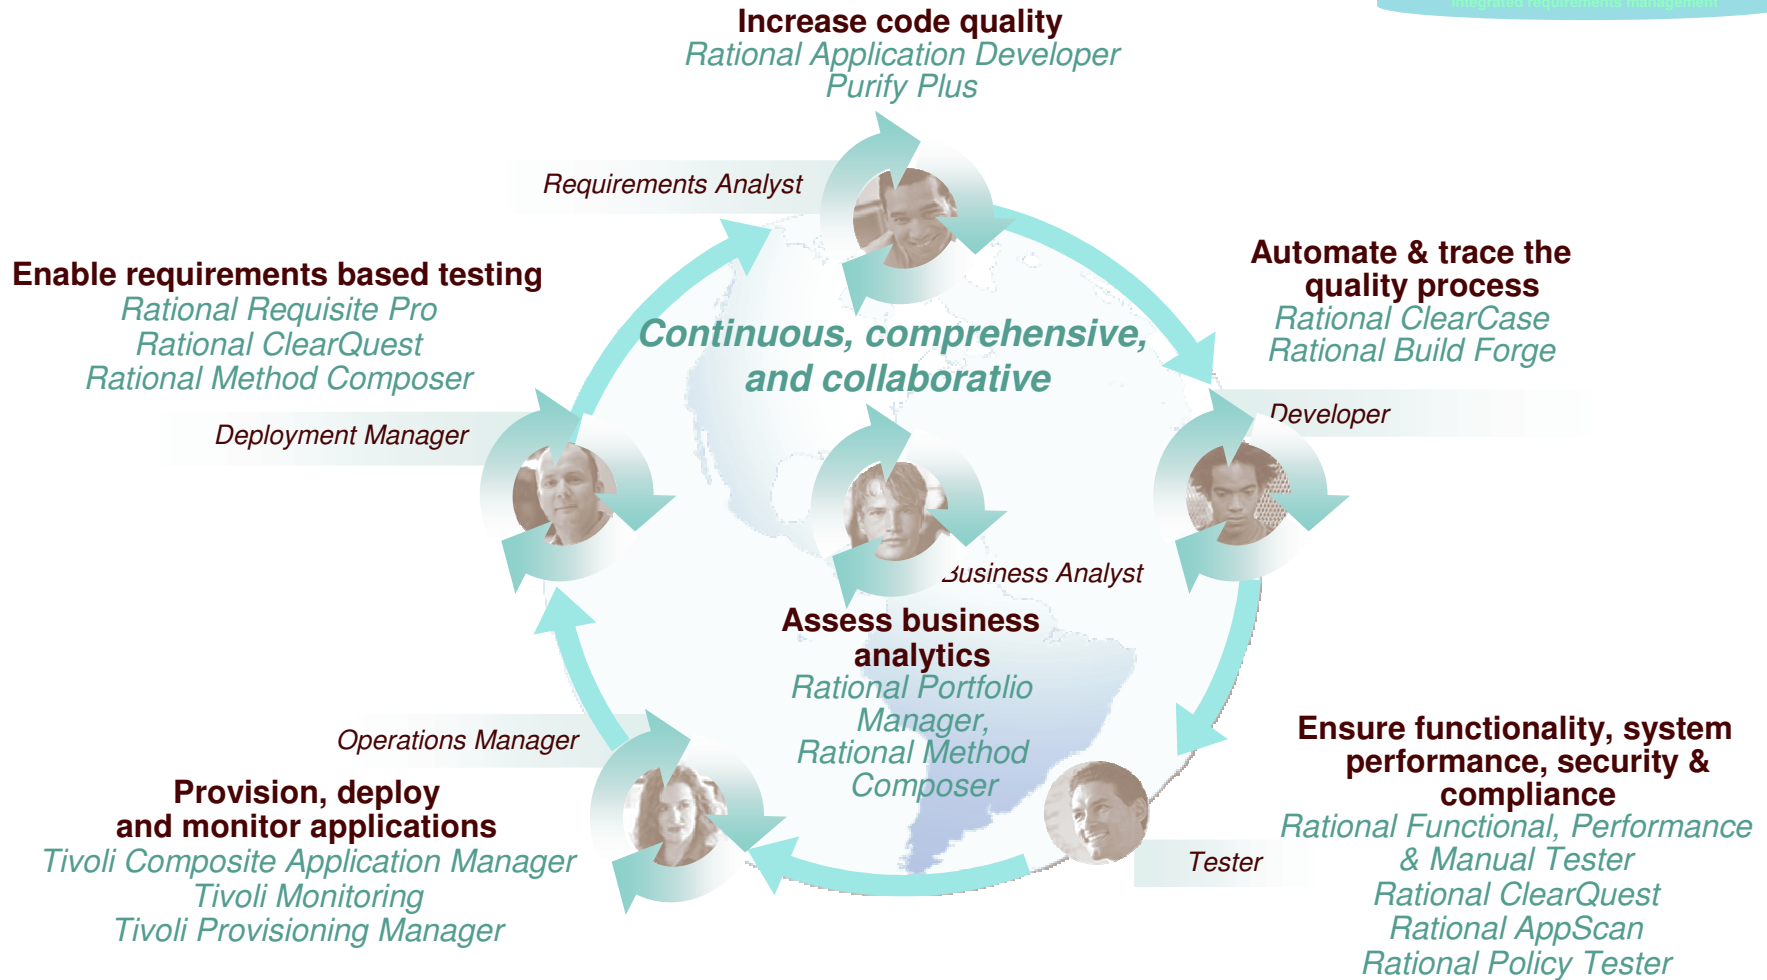 Integrated requirements management
Increase code quality
Rational Application Developer
Purify Plus
Requirements Analyst
Enable requirements based testing
Rational Requisite Pro
Rational ClearQuest
Rational Method Composer
Deployment Manager
Automate & trace the
quality process
Rational ClearCase
Rational Build Forge
Developer
Continuous, comprehensive,
and collaborative
Business Analyst
Assess business
analytics
Rational Portfolio
Manager,
Rational Method
Composer
Operations Manager
Provision, deploy
and monitor applications
Tivoli Composite Application Manager
Tivoli Monitoring
Tivoli Provisioning Manager
Tester
Ensure functionality, system
performance, security &
compliance
Rational Functional, Performance
& Manual Tester
Rational ClearQuest
Rational AppScan
Rational Policy Tester